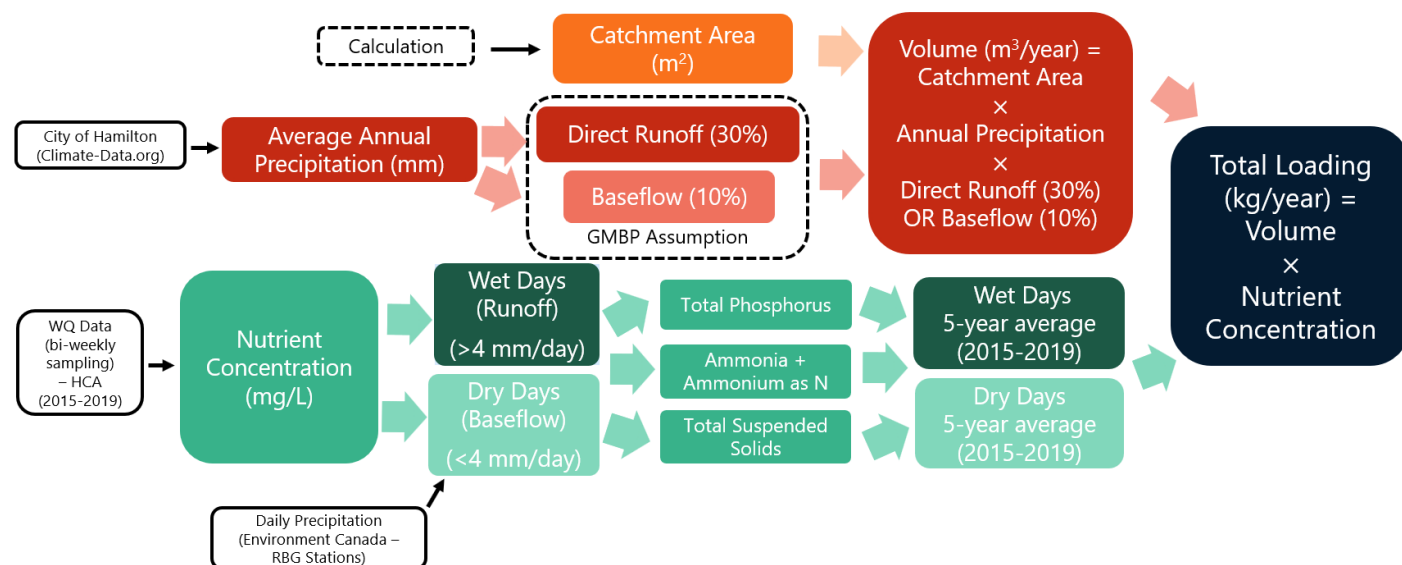 Calculation
Catchment Area
(m²)
Volume (m³/year) =
Catchment Area
×
Annual Precipitation
×
Direct Runoff (30%)
OR Baseflow (10%)
City of Hamilton
(Climate-Data.org)
Average Annual
Precipitation (mm)
Direct Runoff (30%)
Baseflow (10%)
GMBP Assumption
Total Loading
(kg/year) =
Volume
×
Nutrient
Concentration
WQ Data
(bi-weekly
sampling)
– HCA
(2015-2019)
Nutrient
Concentration
(mg/L)
Wet Days
(Runoff)
(>4 mm/day)
Dry Days
(Baseflow)
(<4 mm/day)
Total Phosphorus
Ammonia +
Ammonium as N
Total Suspended
Solids
Wet Days
5-year average
(2015-2019)
Dry Days
5-year average
(2015-2019)
Daily Precipitation
(Environment Canada –
RBG Stations)